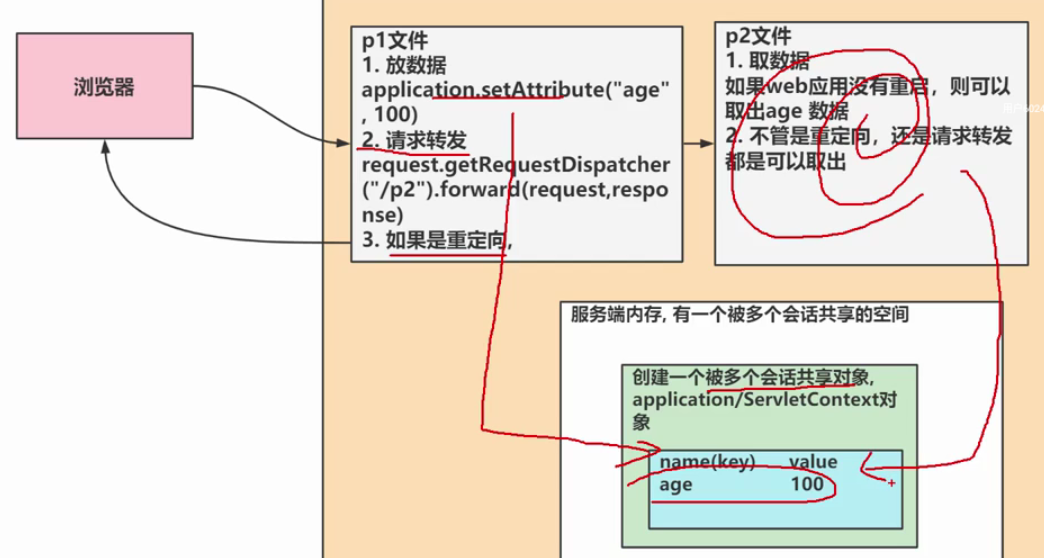 浏览器
p1文件
1. 放数据
application.setAttribute("age"
, 100)
2. 请求转发
request.getRequestDispatcher
("/p2").forward(request,respo
nse)
3. 如果是重定向,
p2文件
1. 取数据
如果web应用没有重启，则可以
取出age 数据
2. 不管是重定向，还是请求转发
都是可以取出
服务端内存, 有一个被多个会话共享的空间
创建一个被多个会话共享对象,
application/ServletContext对
象
name(key) value
age 100